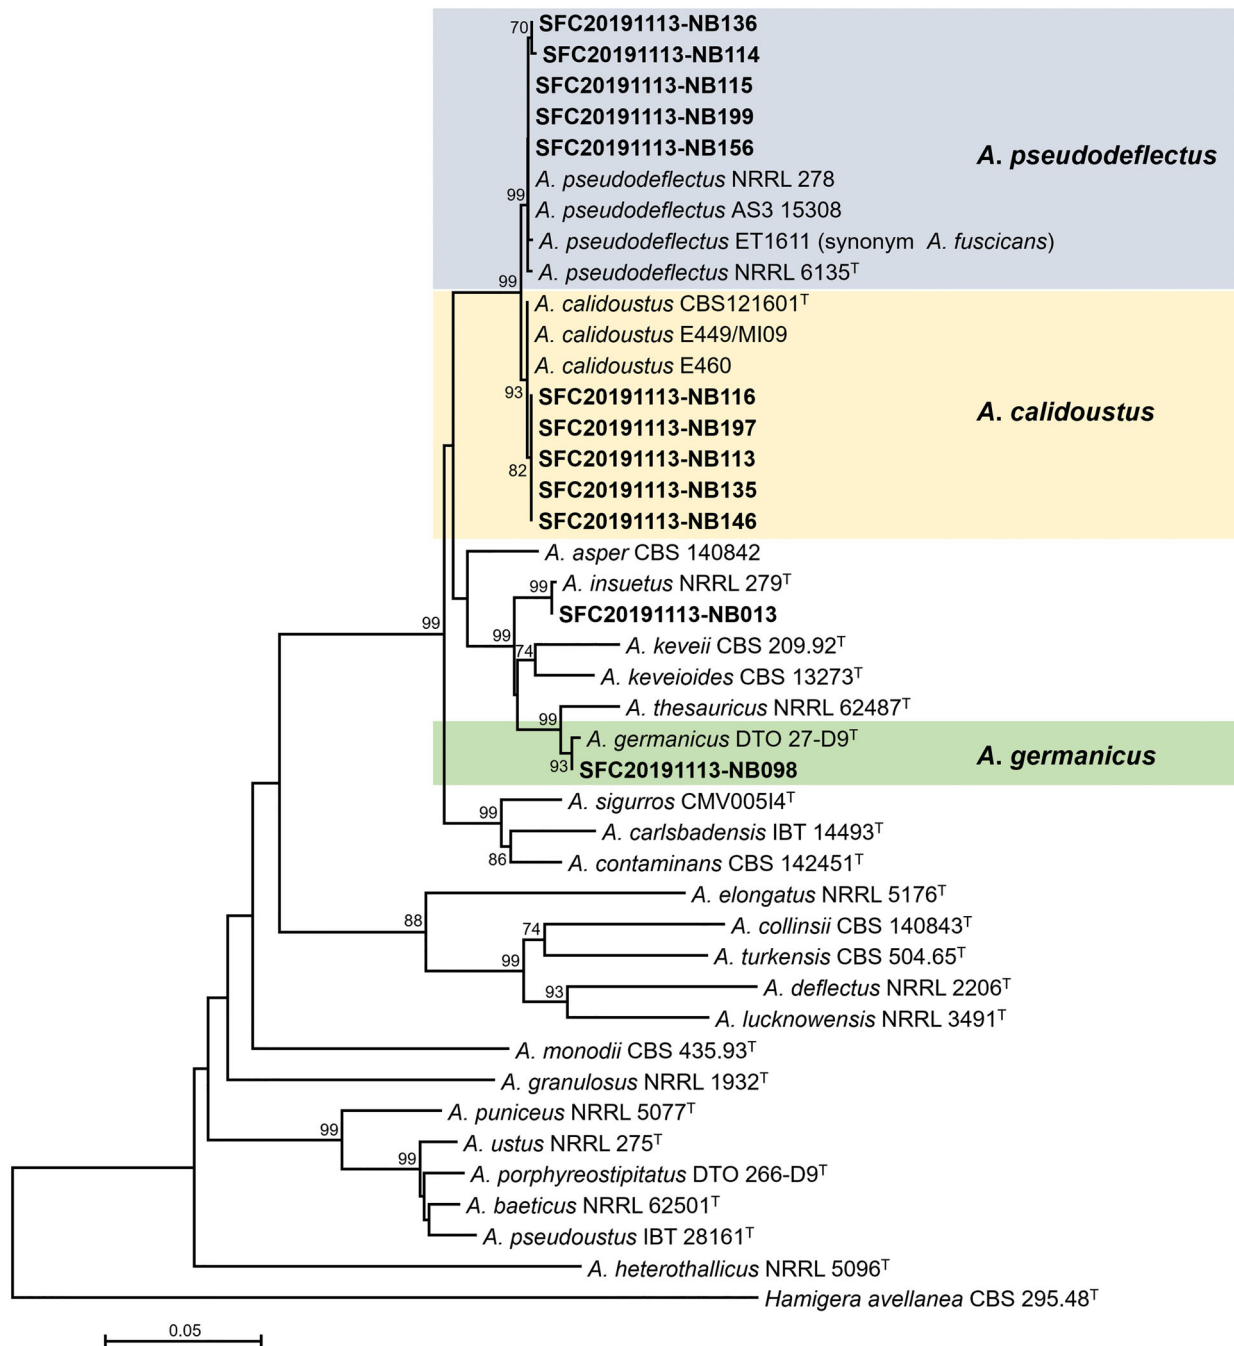 70
SFC20191113-NB136
SFC20191113-NB114
SFC20191113-NB115
SFC20191113-NB199
SFC20191113-NB156
A. pseudodeflectus
A. pseudodeflectus NRRL 278
99
A. pseudodeflectus AS3 15308
A. pseudodeflectus ET1611 (synonym A. fuscicans)
A. pseudodeflectus NRRL 6135ᵀ
99
A. calidoustus CBS121601ᵀ
A. calidoustus E449/MI09
A. calidoustus E460
93
SFC20191113-NB116
A. calidoustus
SFC20191113-NB197
SFC20191113-NB113
82
SFC20191113-NB135
SFC20191113-NB146
A. asper CBS 140842
99
A. insuetus NRRL 279ᵀ
SFC20191113-NB013
99
99
74
A. keveii CBS 209.92ᵀ
A. keveioides CBS 13273ᵀ
A. thesauricus NRRL 62487ᵀ
99
A. germanicus DTO 27-D9ᵀ
A. germanicus
93
SFC20191113-NB098
A. sigurros CMV005I4ᵀ
99
A. carlsbadensis IBT 14493ᵀ
86
A. contaminans CBS 142451ᵀ
A. elongatus NRRL 5176ᵀ
88
74
A. collinsii CBS 140843ᵀ
A. turkensis CBS 504.65ᵀ
99
A. deflectus NRRL 2206ᵀ
93
A. lucknowensis NRRL 3491ᵀ
A. monodii CBS 435.93ᵀ
A. granulosus NRRL 1932ᵀ
A. puniceus NRRL 5077ᵀ
99
A. ustus NRRL 275ᵀ
99
A. porphyreostipitatus DTO 266-D9ᵀ
A. baeticus NRRL 62501ᵀ
A. pseudoustus IBT 28161ᵀ
A. heterothallicus NRRL 5096ᵀ
Hamigera avellanea CBS 295.48ᵀ
0.05